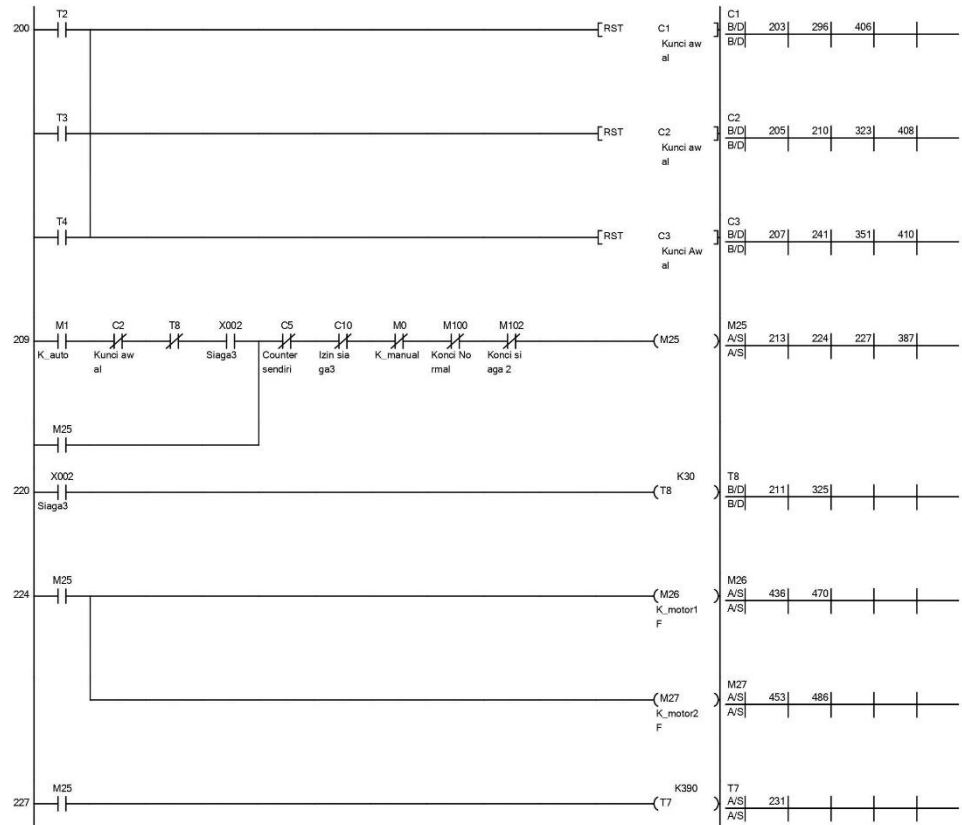 T2
C1
200
RST C1
B/D 203 296 406
Kunci aw
al
B/D
T3
C2
RST C2
B/D 205 210 323 408
Kunci aw
al
B/D
T4
C3
RST C3
B/D 207 241 351 410
Kunci Aw
al
B/D
M1 C2 T8 X002 C5 C10 M0 M100 M102
M25
209
M25
A/S 213 224 227 387
K_auto Kunci aw
al
Siaga3 Counter
sendiri
Izin sia
ga3
K_manual Konci No
rmal
Konci si
aga 2
A/S
M25
X002
K30
T8
220
T8
B/D 211 325
Siaga3
B/D
M25
M26
224
M26
A/S 436 470
K_motor1
F
A/S
M27
M27
A/S 453 486
K_motor2
F
A/S
M25
K390
T7
227
T7
A/S 231
A/S